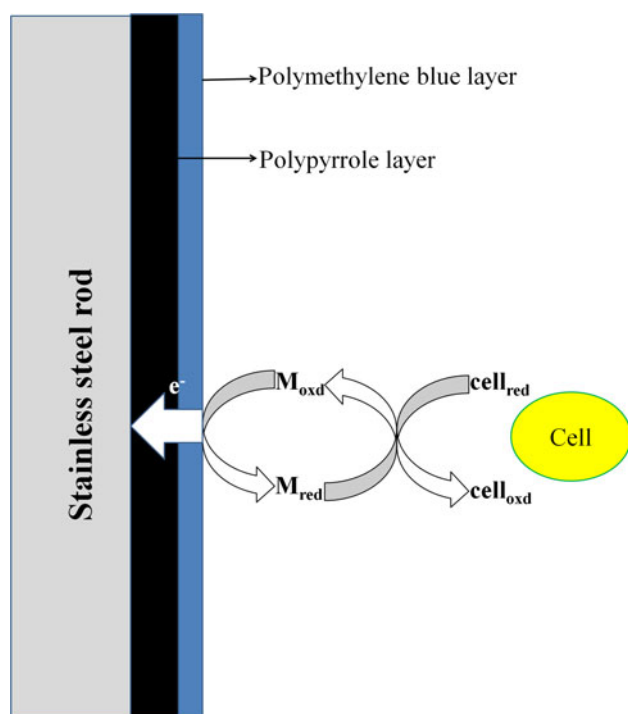 Polymethylene blue layer
Polypyrrole layer
Stainless steel rod
e-
Moxd
cellred
Cell
Mred
celloxd